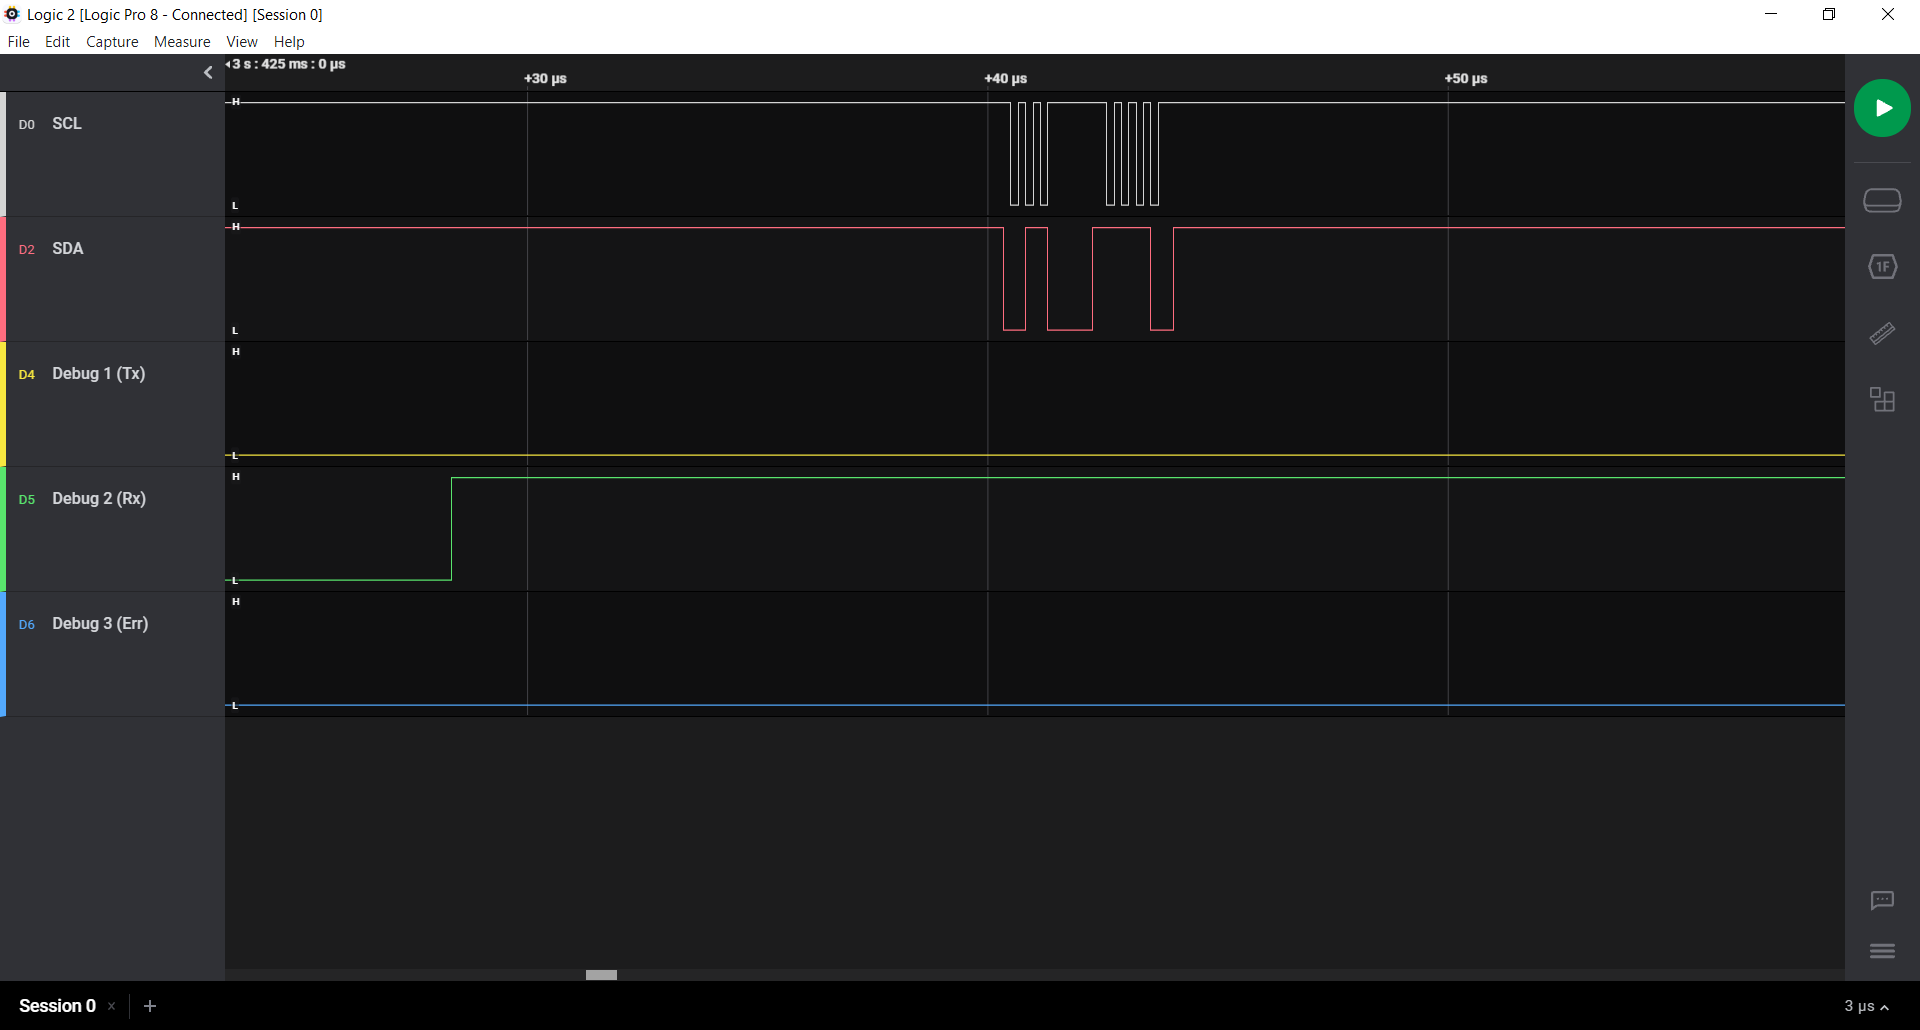 Logic 2 [Logic Pro 8 - Connected] [Session 0]
File Edit Capture Measure View Help
3 s : 425 ms : 0 µs
+30 µs +40 µs +50 µs
D0 SCL
H
L
D2 SDA
H
L
D4 Debug 1 (Tx)
H
L
D5 Debug 2 (Rx)
H
L
D6 Debug 3 (Err)
H
L
1F
Session 0 × +
3 µs